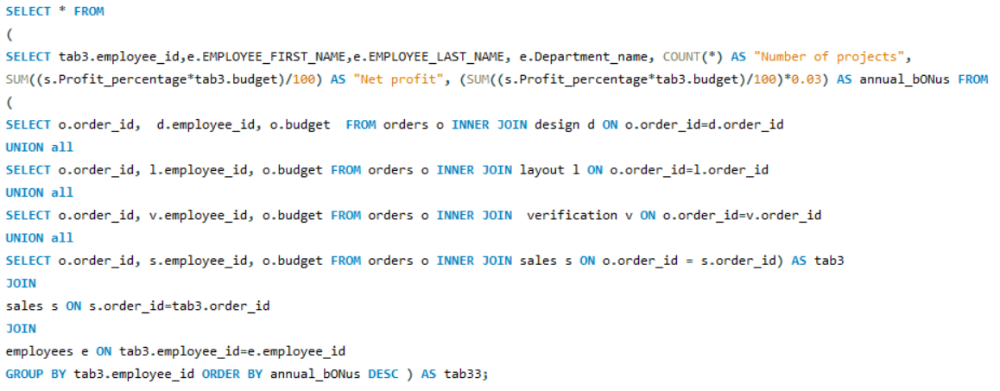 SELECT * FROM
(
SELECT tab3.employee_id,e.EMPLOYEE_FIRST_NAME,e.EMPLOYEE_LAST_NAME, e.Department_name, COUNT(*) AS "Number of projects",
SUM((s.Profit_percentage*tab3.budget)/100) AS "Net profit", (SUM((s.Profit_percentage*tab3.budget)/100)*0.03) AS annual_bONus FROM
(
SELECT o.order_id,  d.employee_id, o.budget  FROM orders o INNER JOIN design d ON o.order_id=d.order_id
UNION all
SELECT o.order_id, l.employee_id, o.budget FROM orders o INNER JOIN layout l ON o.order_id=l.order_id
UNION all
SELECT o.order_id, v.employee_id, o.budget FROM orders o INNER JOIN  verification v ON o.order_id=v.order_id
UNION all
SELECT o.order_id, s.employee_id, o.budget FROM orders o INNER JOIN sales s ON o.order_id = s.order_id) AS tab3
JOIN
sales s ON s.order_id=tab3.order_id
JOIN
employees e ON tab3.employee_id=e.employee_id
GROUP BY tab3.employee_id ORDER BY annual_bONus DESC ) AS tab33;